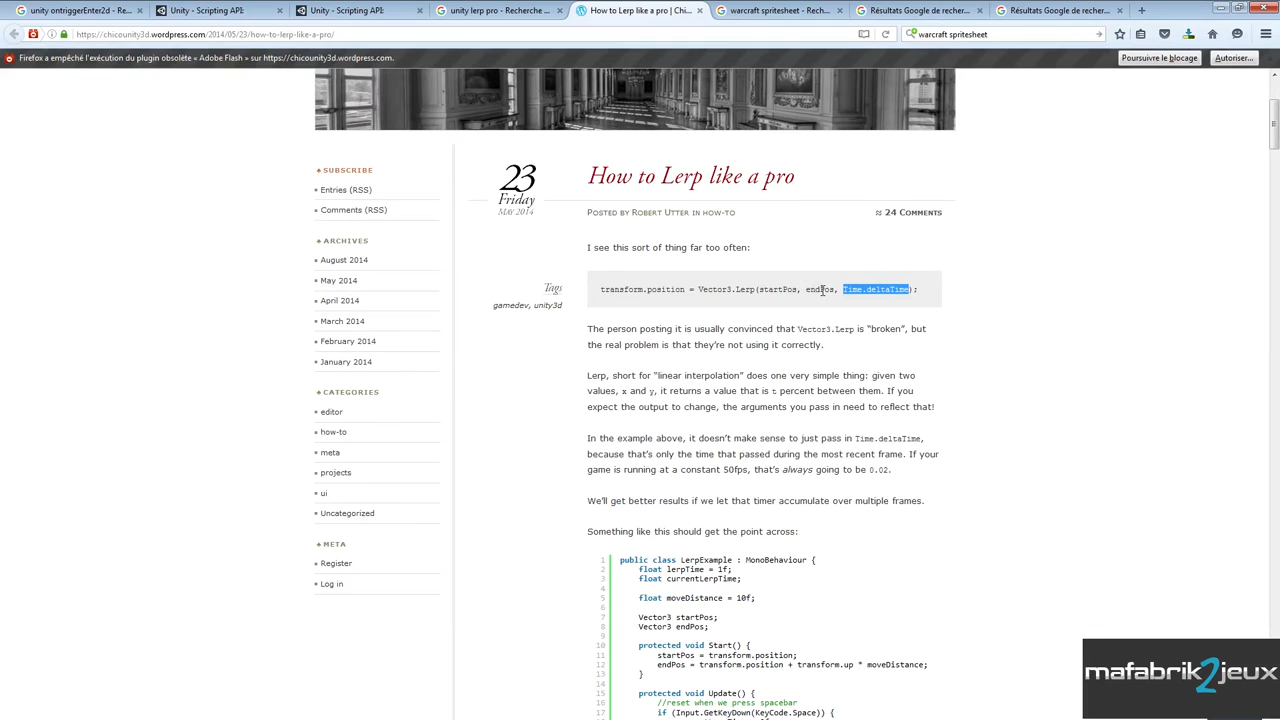 unity ontriggerEnter2d - Re...
Unity - Scripting API:
Unity - Scripting API:
unity lerp pro - Recherche ...
How to Lerp like a pro | Chi...
warcraft spritesheet - Rech...
Résultats Google de recher...
Résultats Google de recher...
https://chicounity3d.wordpress.com/2014/05/23/how-to-lerp-like-a-pro/
warcraft spritesheet
Firefox a empêché l'exécution du plugin obsolète « Adobe Flash » sur https://chicounity3d.wordpress.com.
Poursuivre le blocage
Autoriser...
SUBSCRIBE
Entries (RSS)
Comments (RSS)
ARCHIVES
August 2014
May 2014
April 2014
March 2014
February 2014
January 2014
CATEGORIES
editor
how-to
meta
projects
ui
Uncategorized
META
Register
Log in
23
Friday
MAY 2014
Tags
gamedev, unity3d
How to Lerp like a pro
POSTED BY ROBERT UTTER IN HOW-TO
≈ 24 COMMENTS
I see this sort of thing far too often:
transform.position = Vector3.Lerp(startPos, endPos, Time.deltaTime);
The person posting it is usually convinced that Vector3.Lerp is “broken”, but
the real problem is that they’re not using it correctly.
Lerp, short for “linear interpolation” does one very simple thing: given two
values, x and y, it returns a value that is t percent between them. If you
expect the output to change, the arguments you pass in need to reflect that!
In the example above, it doesn’t make sense to just pass in Time.deltaTime,
because that’s only the time that passed during the most recent frame. If your
game is running at a constant 50fps, that’s always going to be 0.02.
We’ll get better results if we let that timer accumulate over multiple frames.
Something like this should get the point across:
1 public class LerpExample : MonoBehaviour {
2 float lerpTime = 1f;
3 float currentLerpTime;
4
5 float moveDistance = 10f;
6
7 Vector3 startPos;
8 Vector3 endPos;
9
10 protected void Start() {
11 startPos = transform.position;
12 endPos = transform.position + transform.up * moveDistance;
13 }
14
15 protected void Update() {
16 //reset when we press spacebar
17 if (Input.GetKeyDown(KeyCode.Space)) {
mafabrik2jeux